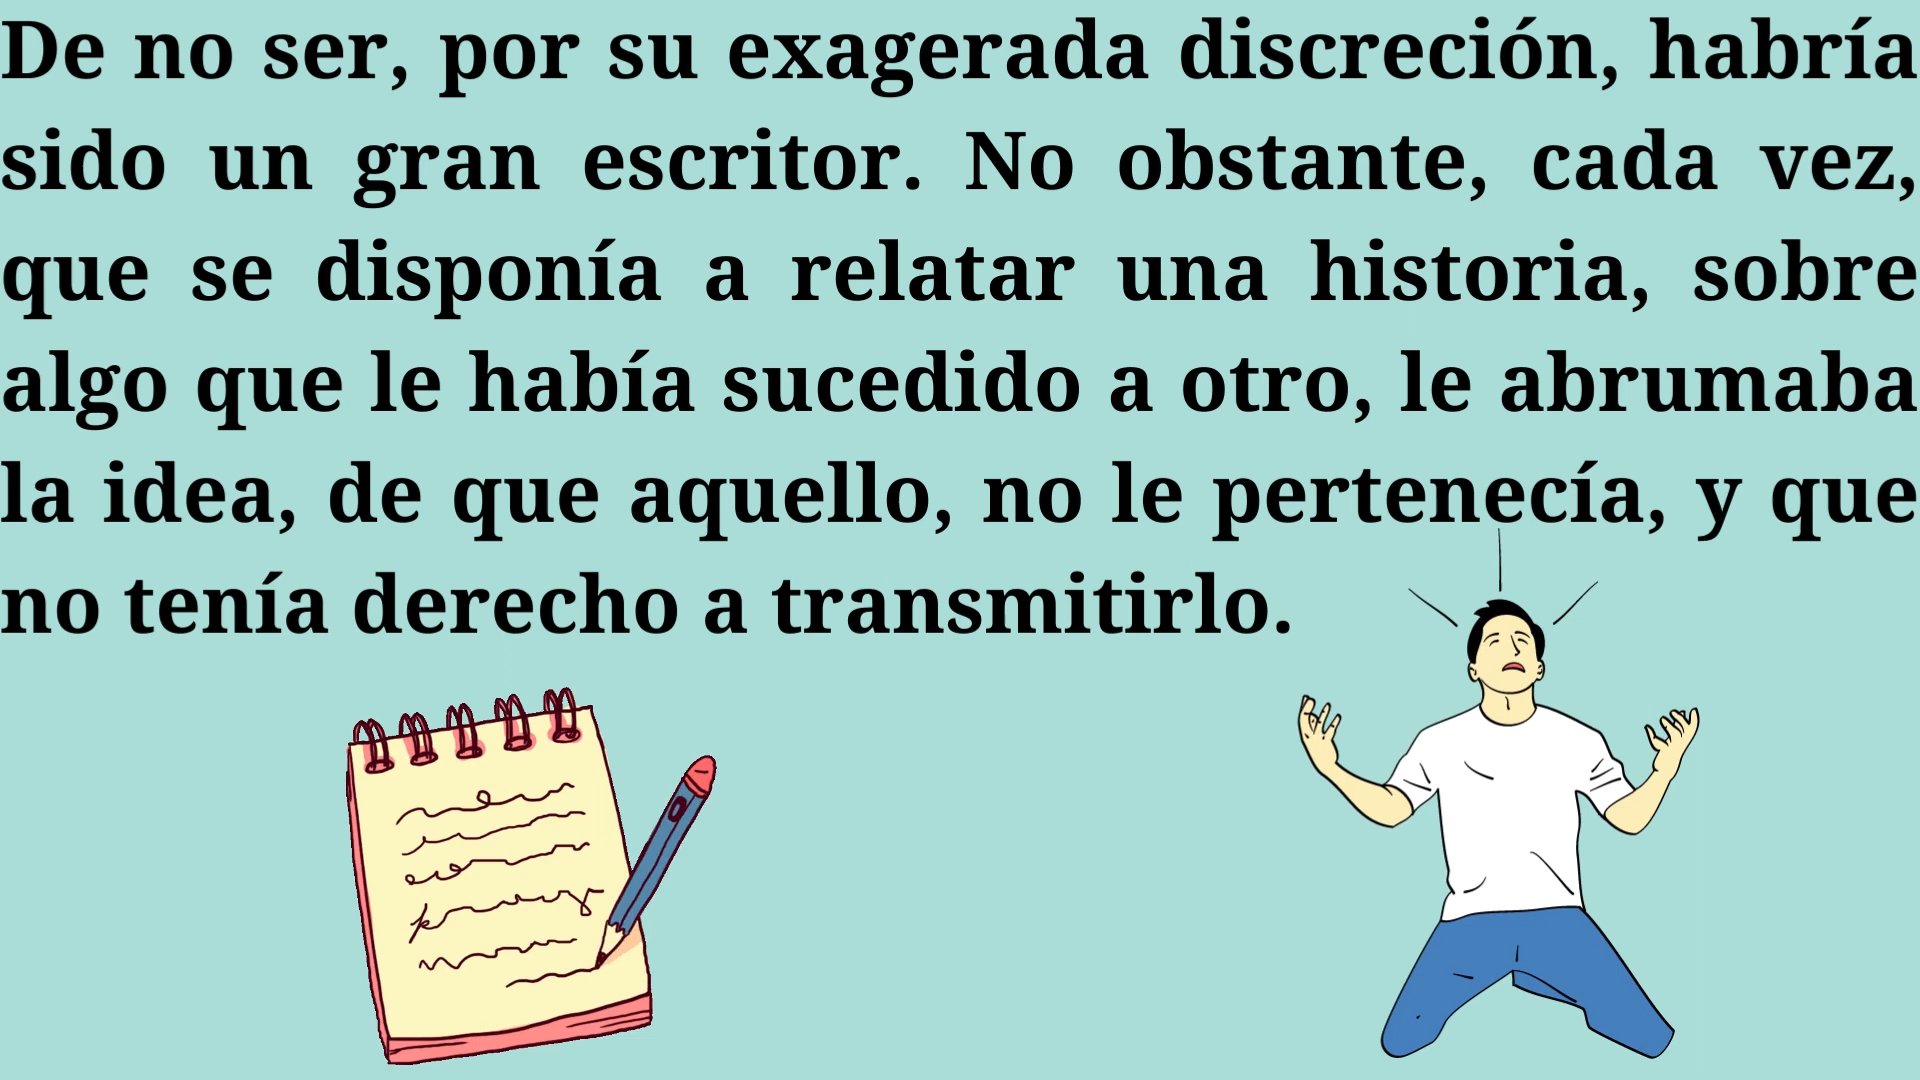 De no ser, por su exagerada discreción, habría
sido un gran escritor. No obstante, cada vez,
que se disponía a relatar una historia, sobre
algo que le había sucedido a otro, le abrumaba
la idea, de que aquello, no le pertenecía, y que
no tenía derecho a transmitirlo.